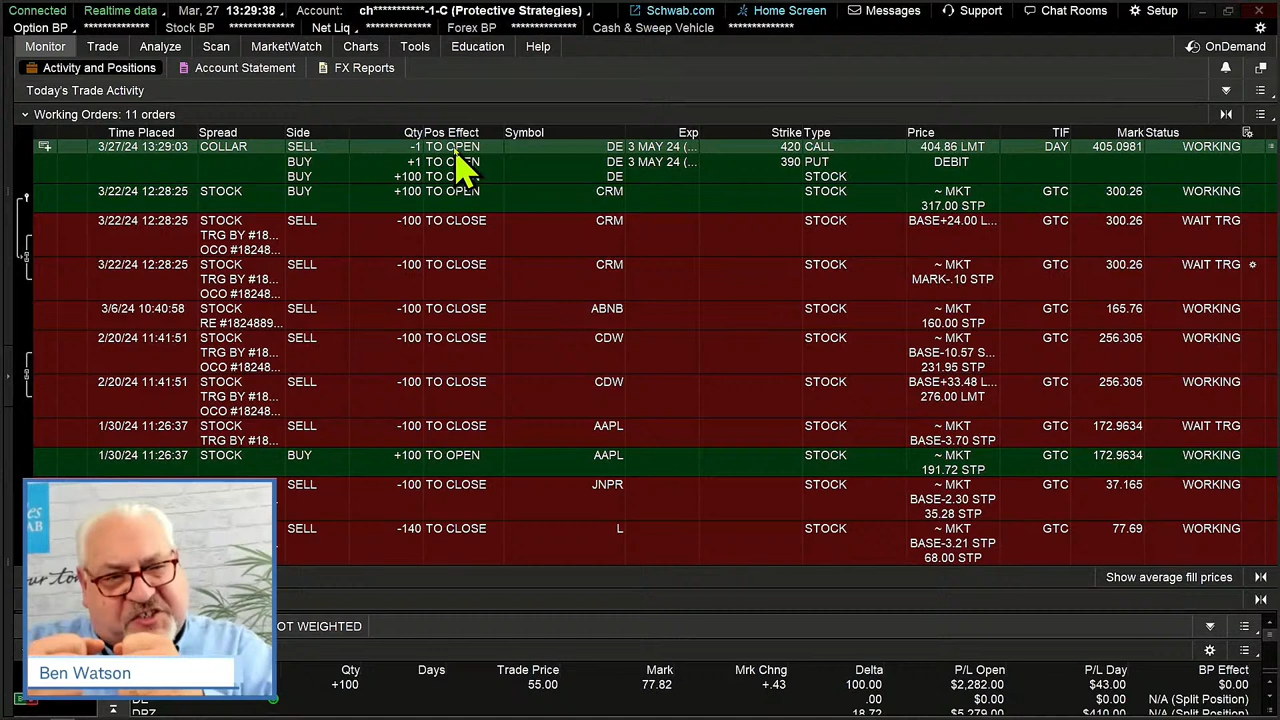 Connected Realtime data Mar, 27 13:29:38 Account: ch***********-1-C (Protective Strategies) Schwab.com Home Screen Messages Support Chat Rooms Setup
Option BP **************** Stock BP **************** Net Liq **************** Forex BP **************** Cash & Sweep Vehicle ****************
Monitor Trade Analyze Scan MarketWatch Charts Tools Education Help OnDemand
Activity and Positions Account Statement FX Reports
Today's Trade Activity
Working Orders: 11 orders
Time Placed Spread Side Qty Pos Effect Symbol Exp Strike Type Price TIF Mark Status
3/27/24 13:29:03 COLLAR SELL -1 TO OPEN DE 3 MAY 24 (... 420 CALL 404.86 LMT DAY 405.0981 WORKING
BUY +1 TO OPEN DE 3 MAY 24 (... 390 PUT DEBIT
BUY +100 TO DE STOCK
3/22/24 12:28:25 STOCK BUY +100 TO OPEN CRM STOCK ~ MKT GTC 300.26 WORKING
317.00 STP
3/22/24 12:28:25 STOCK SELL -100 TO CLOSE CRM STOCK BASE+24.00 L... GTC 300.26 WAIT TRG
TRG BY #18...
OCO #18248...
3/22/24 12:28:25 STOCK SELL -100 TO CLOSE CRM STOCK ~ MKT GTC 300.26 WAIT TRG
TRG BY #18... MARK-.10 STP
OCO #18248...
3/6/24 10:40:58 STOCK SELL -100 TO CLOSE ABNB STOCK ~ MKT GTC 165.76 WORKING
RE #1824889... 160.00 STP
2/20/24 11:41:51 STOCK SELL -100 TO CLOSE CDW STOCK ~ MKT GTC 256.305 WORKING
TRG BY #18... BASE-10.57 S...
OCO #18248... 231.95 STP
2/20/24 11:41:51 STOCK SELL -100 TO CLOSE CDW STOCK BASE+33.48 L... GTC 256.305 WORKING
TRG BY #18... 276.00 LMT
OCO #18248...
1/30/24 11:26:37 STOCK SELL -100 TO CLOSE AAPL STOCK ~ MKT GTC 172.9634 WAIT TRG
TRG BY #18... BASE-3.70 STP
1/30/24 11:26:37 STOCK BUY +100 TO OPEN AAPL STOCK ~ MKT GTC 172.9634 WORKING
191.72 STP
SELL -100 TO CLOSE JNPR STOCK ~ MKT GTC 37.165 WORKING
BASE-2.30 STP
35.28 STP
SELL -140 TO CLOSE L STOCK ~ MKT GTC 77.69 WORKING
BASE-3.21 STP
68.00 STP
Show average fill prices
OT WEIGHTED
Qty Days Trade Price Mark Mrk Chng Delta P/L Open P/L Day BP Effect
+100 55.00 77.82 +.43 100.00 $2,282.00 $43.00 $0.00
.00 N/A (Split Position)
DPZ 18.72 $5,279.00 $410.00 N/A (Split Position)
AB
our to
Ben Watson